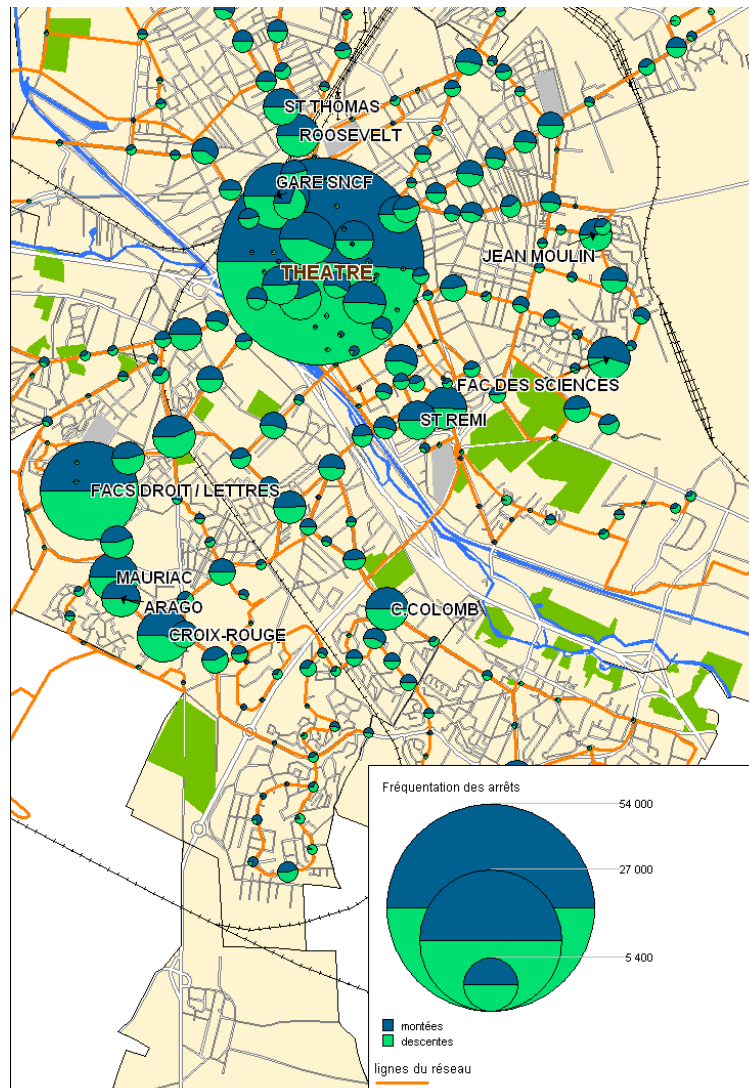 ST THOMAS
ROOSEVELT
GARE SNCF
JEAN MOULIN
THEATRE
FAC DES SCIENCES
ST REMI
FACS DROIT / LETTRES
MAURIAC
ARAGO
C.COLOMB
CROIX-ROUGE
Fréquentation des arrêts
54 000
27 000
5 400
montées
descentes
lignes du réseau